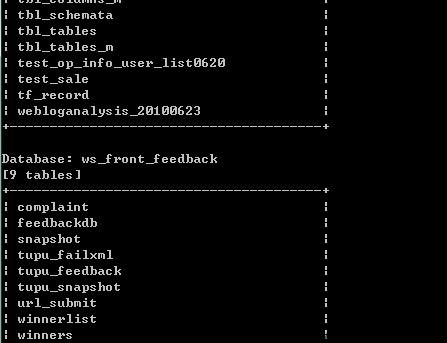 ¦ tbl_columns_m ¦
¦ tbl_schemata ¦
¦ tbl_tables ¦
¦ tbl_tables_m ¦
¦ test_op_info_user_list0620 ¦
¦ test_sale ¦
¦ tf_record ¦
¦ webloganalysis_20100623 ¦
+---------------------------------------+
Database: ws_front_feedback
[9 tables]
+---------------------------------------+
¦ complaint ¦
¦ feedbackdb ¦
¦ snapshot ¦
¦ tupu_failxml ¦
¦ tupu_feedback ¦
¦ tupu_snapshot ¦
¦ url_submit ¦
¦ winnerlist ¦
¦ winners ¦